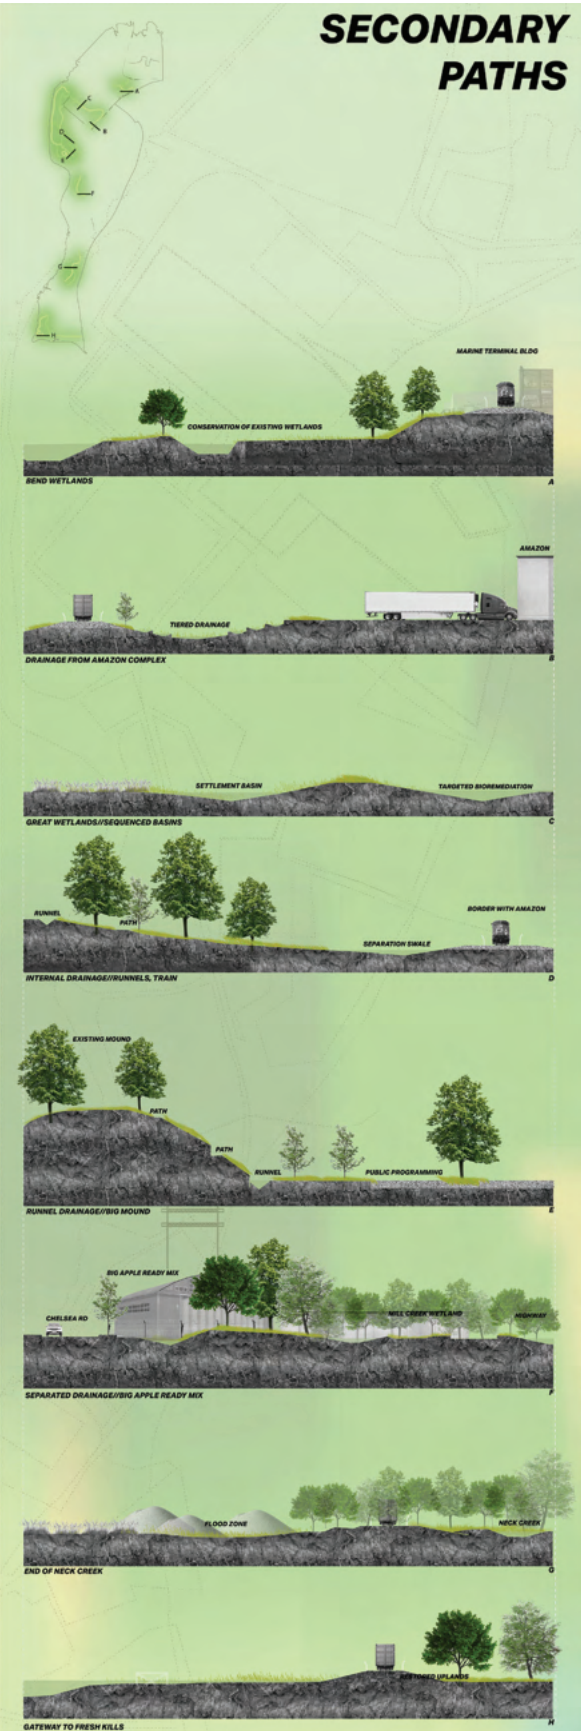 SECONDARY
PATHS
A
C
B
D
E
F
G
H
MARINE TERMINAL BLDG
CONSERVATION OF EXISTING WETLANDS
BEND WETLANDS
A
AMAZON
TIERED DRAINAGE
DRAINAGE FROM AMAZON COMPLEX
B
SETTLEMENT BASIN
TARGETED BIOREMEDIATION
GREAT WETLANDS//SEQUENCED BASINS
C
RUNNEL
PATH
BORDER WITH AMAZON
SEPARATION SWALE
INTERNAL DRAINAGE//RUNNELS, TRAIN
D
EXISTING MOUND
PATH
PATH
RUNNEL
PUBLIC PROGRAMMING
RUNNEL DRAINAGE//BIG MOUND
E
BIG APPLE READY MIX
CHELSEA RD
MILL CREEK WETLAND
HIGHWAY
SEPARATED DRAINAGE//BIG APPLE READY MIX
F
FLOOD ZONE
NECK CREEK
END OF NECK CREEK
G
RESTORED UPLANDS
GATEWAY TO FRESH KILLS
H